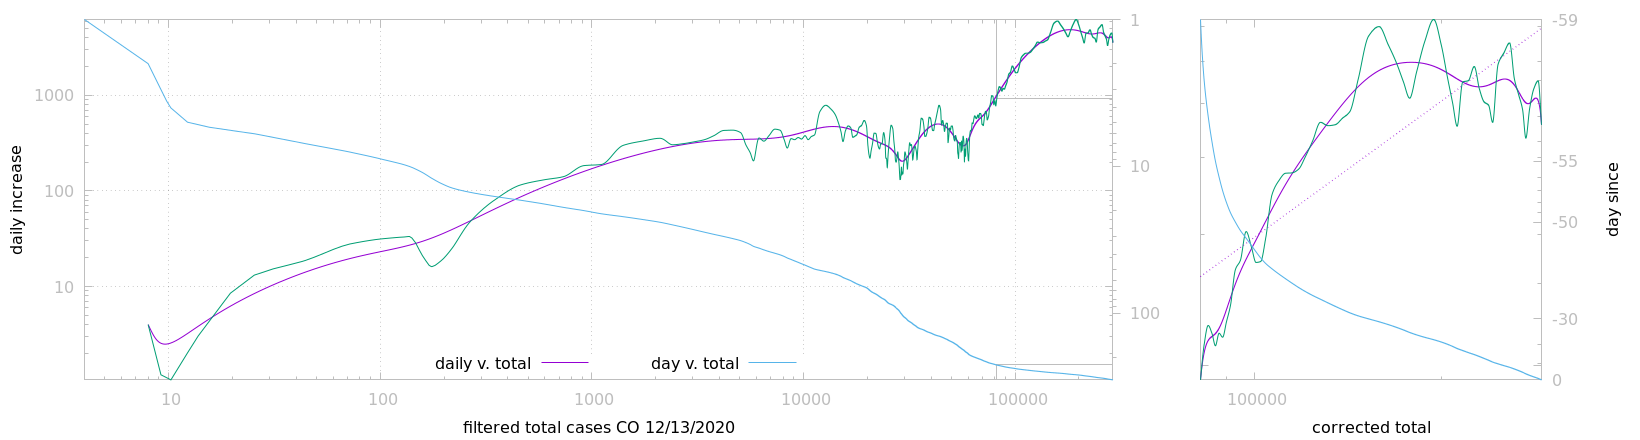 1
-59
1000
10
-55
100
-50
10
100
-30
0
daily increase
day since
daily v. total
day v. total
10
100
1000
10000
100000
100000
filtered total cases CO 12/13/2020
corrected total